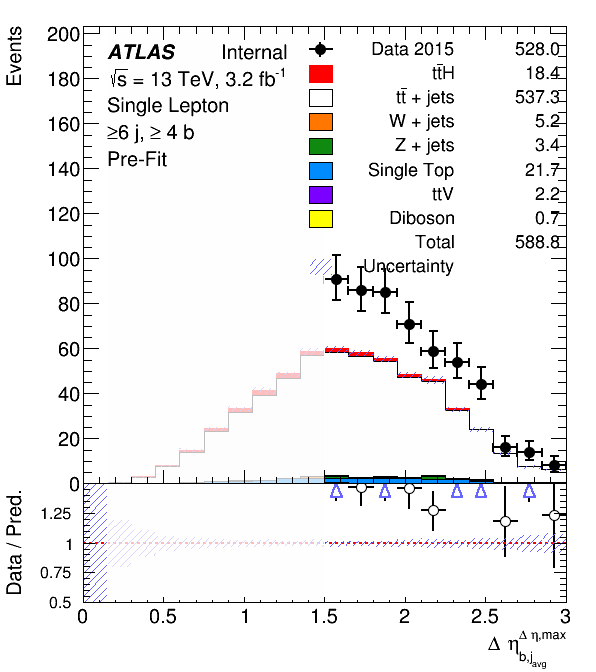 Events
ATLAS Internal
√s = 13 TeV, 3.2 fb⁻¹
Single Lepton
≥6 j, ≥ 4 b
Pre-Fit
Data 2015 528.0
tt̄H 18.4
tt̄ + jets 537.3
W + jets 5.2
Z + jets 3.4
Single Top 21.7
ttV 2.2
Diboson 0.7
Total 588.8
Uncertainty
200
180
160
140
120
100
80
60
40
20
0
Data / Pred.
1.25
1
0.75
0.5
0 0.5 1 1.5 2 2.5 3
Δ η b,j_avg ^Δ η,max